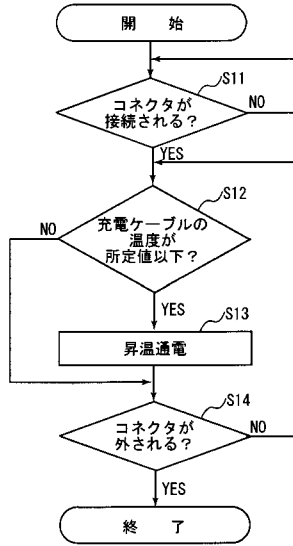 開 始
S11
コネクタが
接続される?
NO
YES
S12
充電ケーブルの
温度が
所定値以下?
NO
YES
S13
昇温通電
S14
コネクタが
外される?
NO
YES
終 了